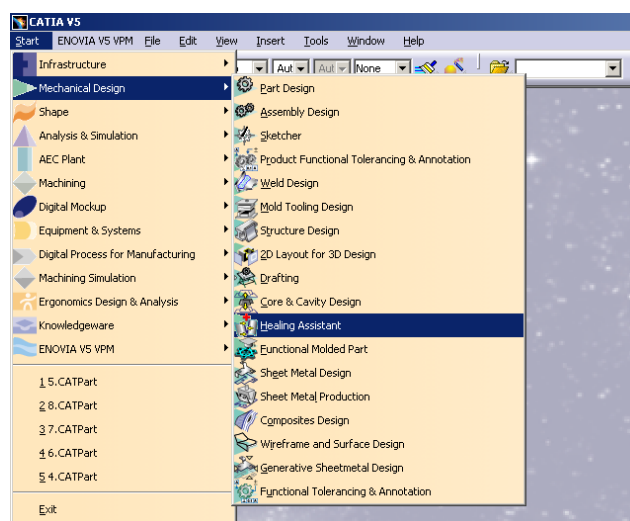 CATIA V5
Start ENOVIA V5 VPM File Edit View Insert Tools Window Help
Aut Aut None
Infrastructure
Mechanical Design
Shape
Analysis & Simulation
AEC Plant
Machining
Digital Mockup
Equipment & Systems
Digital Process for Manufacturing
Machining Simulation
Ergonomics Design & Analysis
Knowledgeware
ENOVIA V5 VPM
1 5.CATPart
2 8.CATPart
3 7.CATPart
4 6.CATPart
5 4.CATPart
Exit
Part Design
Assembly Design
Sketcher
Product Functional Tolerancing & Annotation
Weld Design
Mold Tooling Design
Structure Design
2D Layout for 3D Design
Drafting
Core & Cavity Design
Healing Assistant
Functional Molded Part
Sheet Metal Design
Sheet Metal Production
Composites Design
Wireframe and Surface Design
Generative Sheetmetal Design
Functional Tolerancing & Annotation